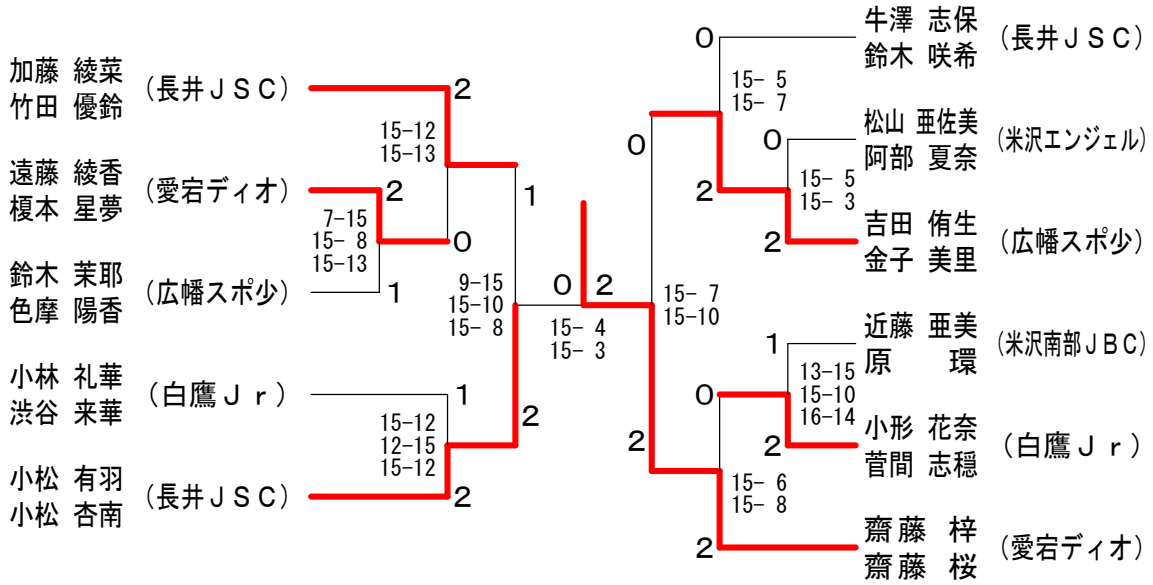 加藤 綾菜
竹田 優鈴
(長井ＪＳＣ)
2
15-12
15-13
遠藤 綾香
榎本 星夢
(愛宕ディオ)
2
7-15
15- 8
15-13
0
鈴木 茉耶
色摩 陽香
(広幡スポ少)
1
1
9-15
15-10
15- 8
小林 礼華
渋谷 来華
(白鷹Ｊｒ)
1
15-12
12-15
15-12
2
小松 有羽
小松 杏南
(長井ＪＳＣ)
2
0
2
15- 4
15- 3
牛澤 志保
鈴木 咲希
(長井ＪＳＣ)
0
15- 5
15- 7
0
松山 亜佐美
阿部 夏奈
(米沢エンジェル)
0
15- 5
15- 3
2
吉田 侑生
金子 美里
(広幡スポ少)
2
15- 7
15-10
近藤 亜美
原 環
(米沢南部ＪＢＣ)
1
13-15
15-10
16-14
0
小形 花奈
菅間 志穏
(白鷹Ｊｒ)
2
2
15- 6
15- 8
齋藤 梓
齋藤 桜
(愛宕ディオ)
2